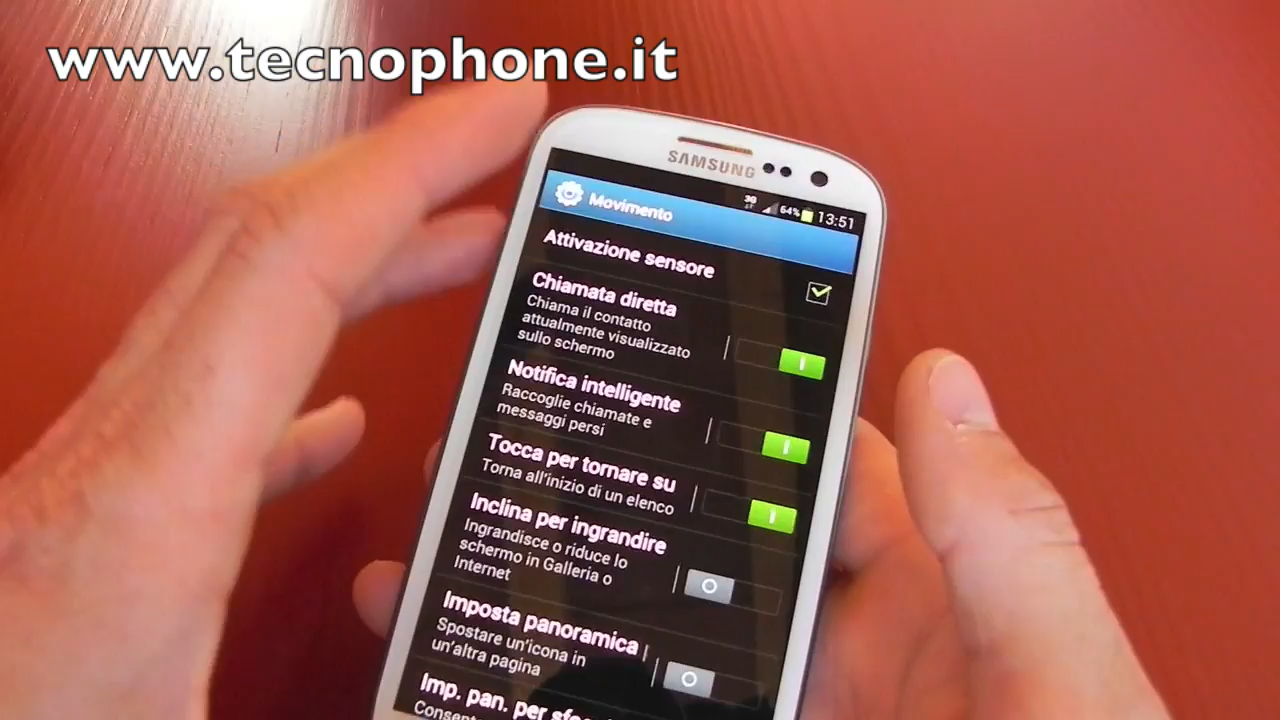 www.tecnophone.it
SAMSUNG
3G 64% 13:51
Movimento
Attivazione sensore
Chiamata diretta
Chiama il contatto
attualmente visualizzato
sullo schermo
Notifica intelligente
Raccoglie chiamate e
messaggi persi
Tocca per tornare su
Torna all'inizio di un elenco
Inclina per ingrandire
Ingrandisce o riduce lo
schermo in Galleria o
Internet
Imposta panoramica
Spostare un'icona in
un'altra pagina
Imp. pan. per